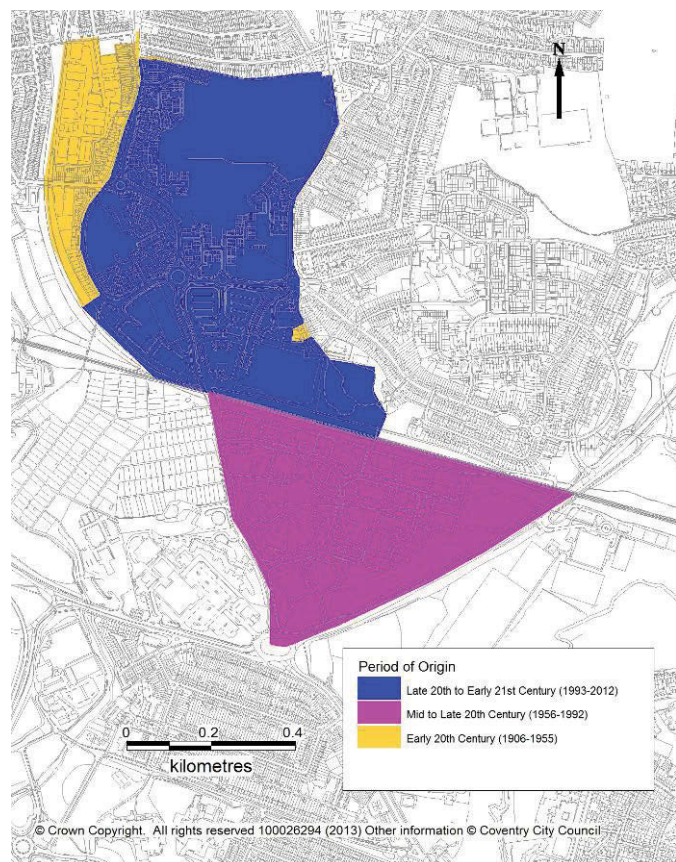 N
Period of Origin
Late 20th to Early 21st Century (1993-2012)
Mid to Late 20th Century (1956-1992)
Early 20th Century (1906-1955)
0 0.2 0.4
kilometres
© Crown Copyright. All rights reserved 100026294 (2013) Other information © Coventry City Council